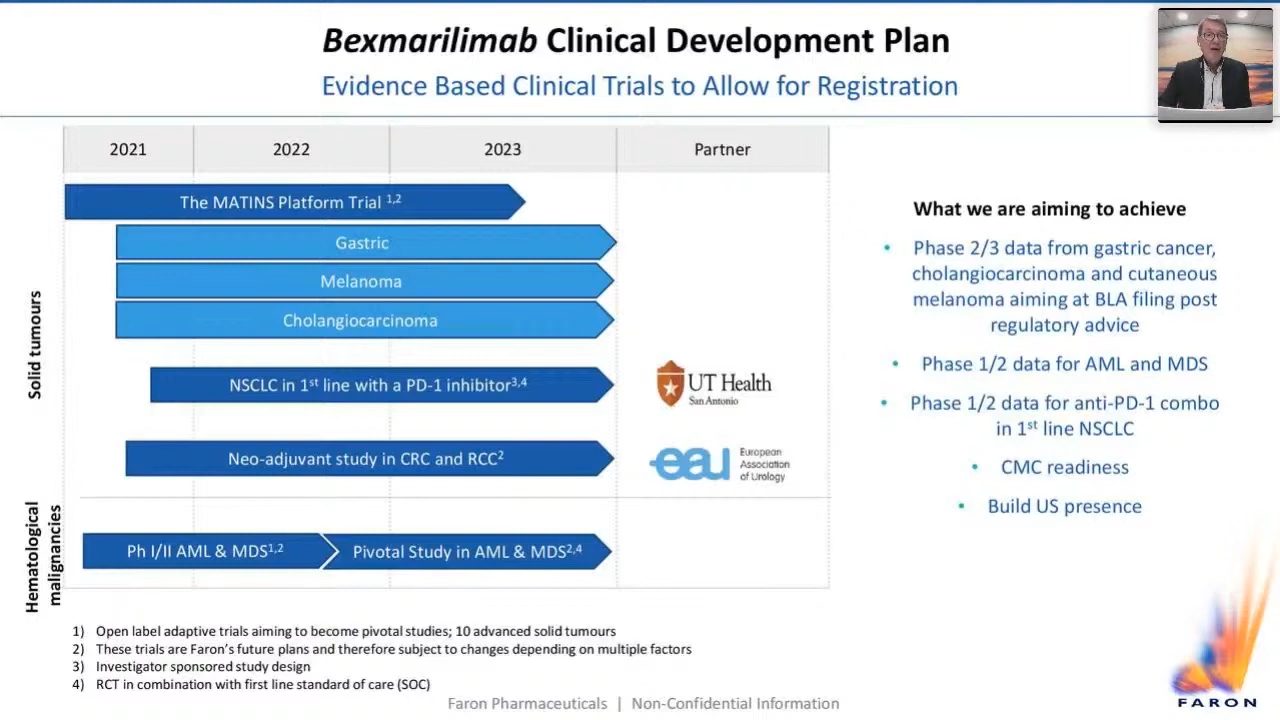 Bexmarilimab Clinical Development Plan
Evidence Based Clinical Trials to Allow for Registration
2021
2022
2023
Partner
Solid tumours
The MATINS Platform Trial 1,2
Gastric
Melanoma
Cholangiocarcinoma
NSCLC in 1st line with a PD-1 inhibitor3,4
UT Health
San Antonio
Neo-adjuvant study in CRC and RCC2
eau
European
Association
of Urology
Hematological
malignancies
Ph I/II AML & MDS1,2
Pivotal Study in AML & MDS2,4
What we are aiming to achieve
• Phase 2/3 data from gastric cancer,
cholangiocarcinoma and cutaneous
melanoma aiming at BLA filing post
regulatory advice
• Phase 1/2 data for AML and MDS
• Phase 1/2 data for anti-PD-1 combo
in 1st line NSCLC
• CMC readiness
• Build US presence
1) Open label adaptive trials aiming to become pivotal studies; 10 advanced solid tumours
2) These trials are Faron's future plans and therefore subject to changes depending on multiple factors
3) Investigator sponsored study design
4) RCT in combination with first line standard of care (SOC)
Faron Pharmaceuticals | Non-Confidential Information
FARON